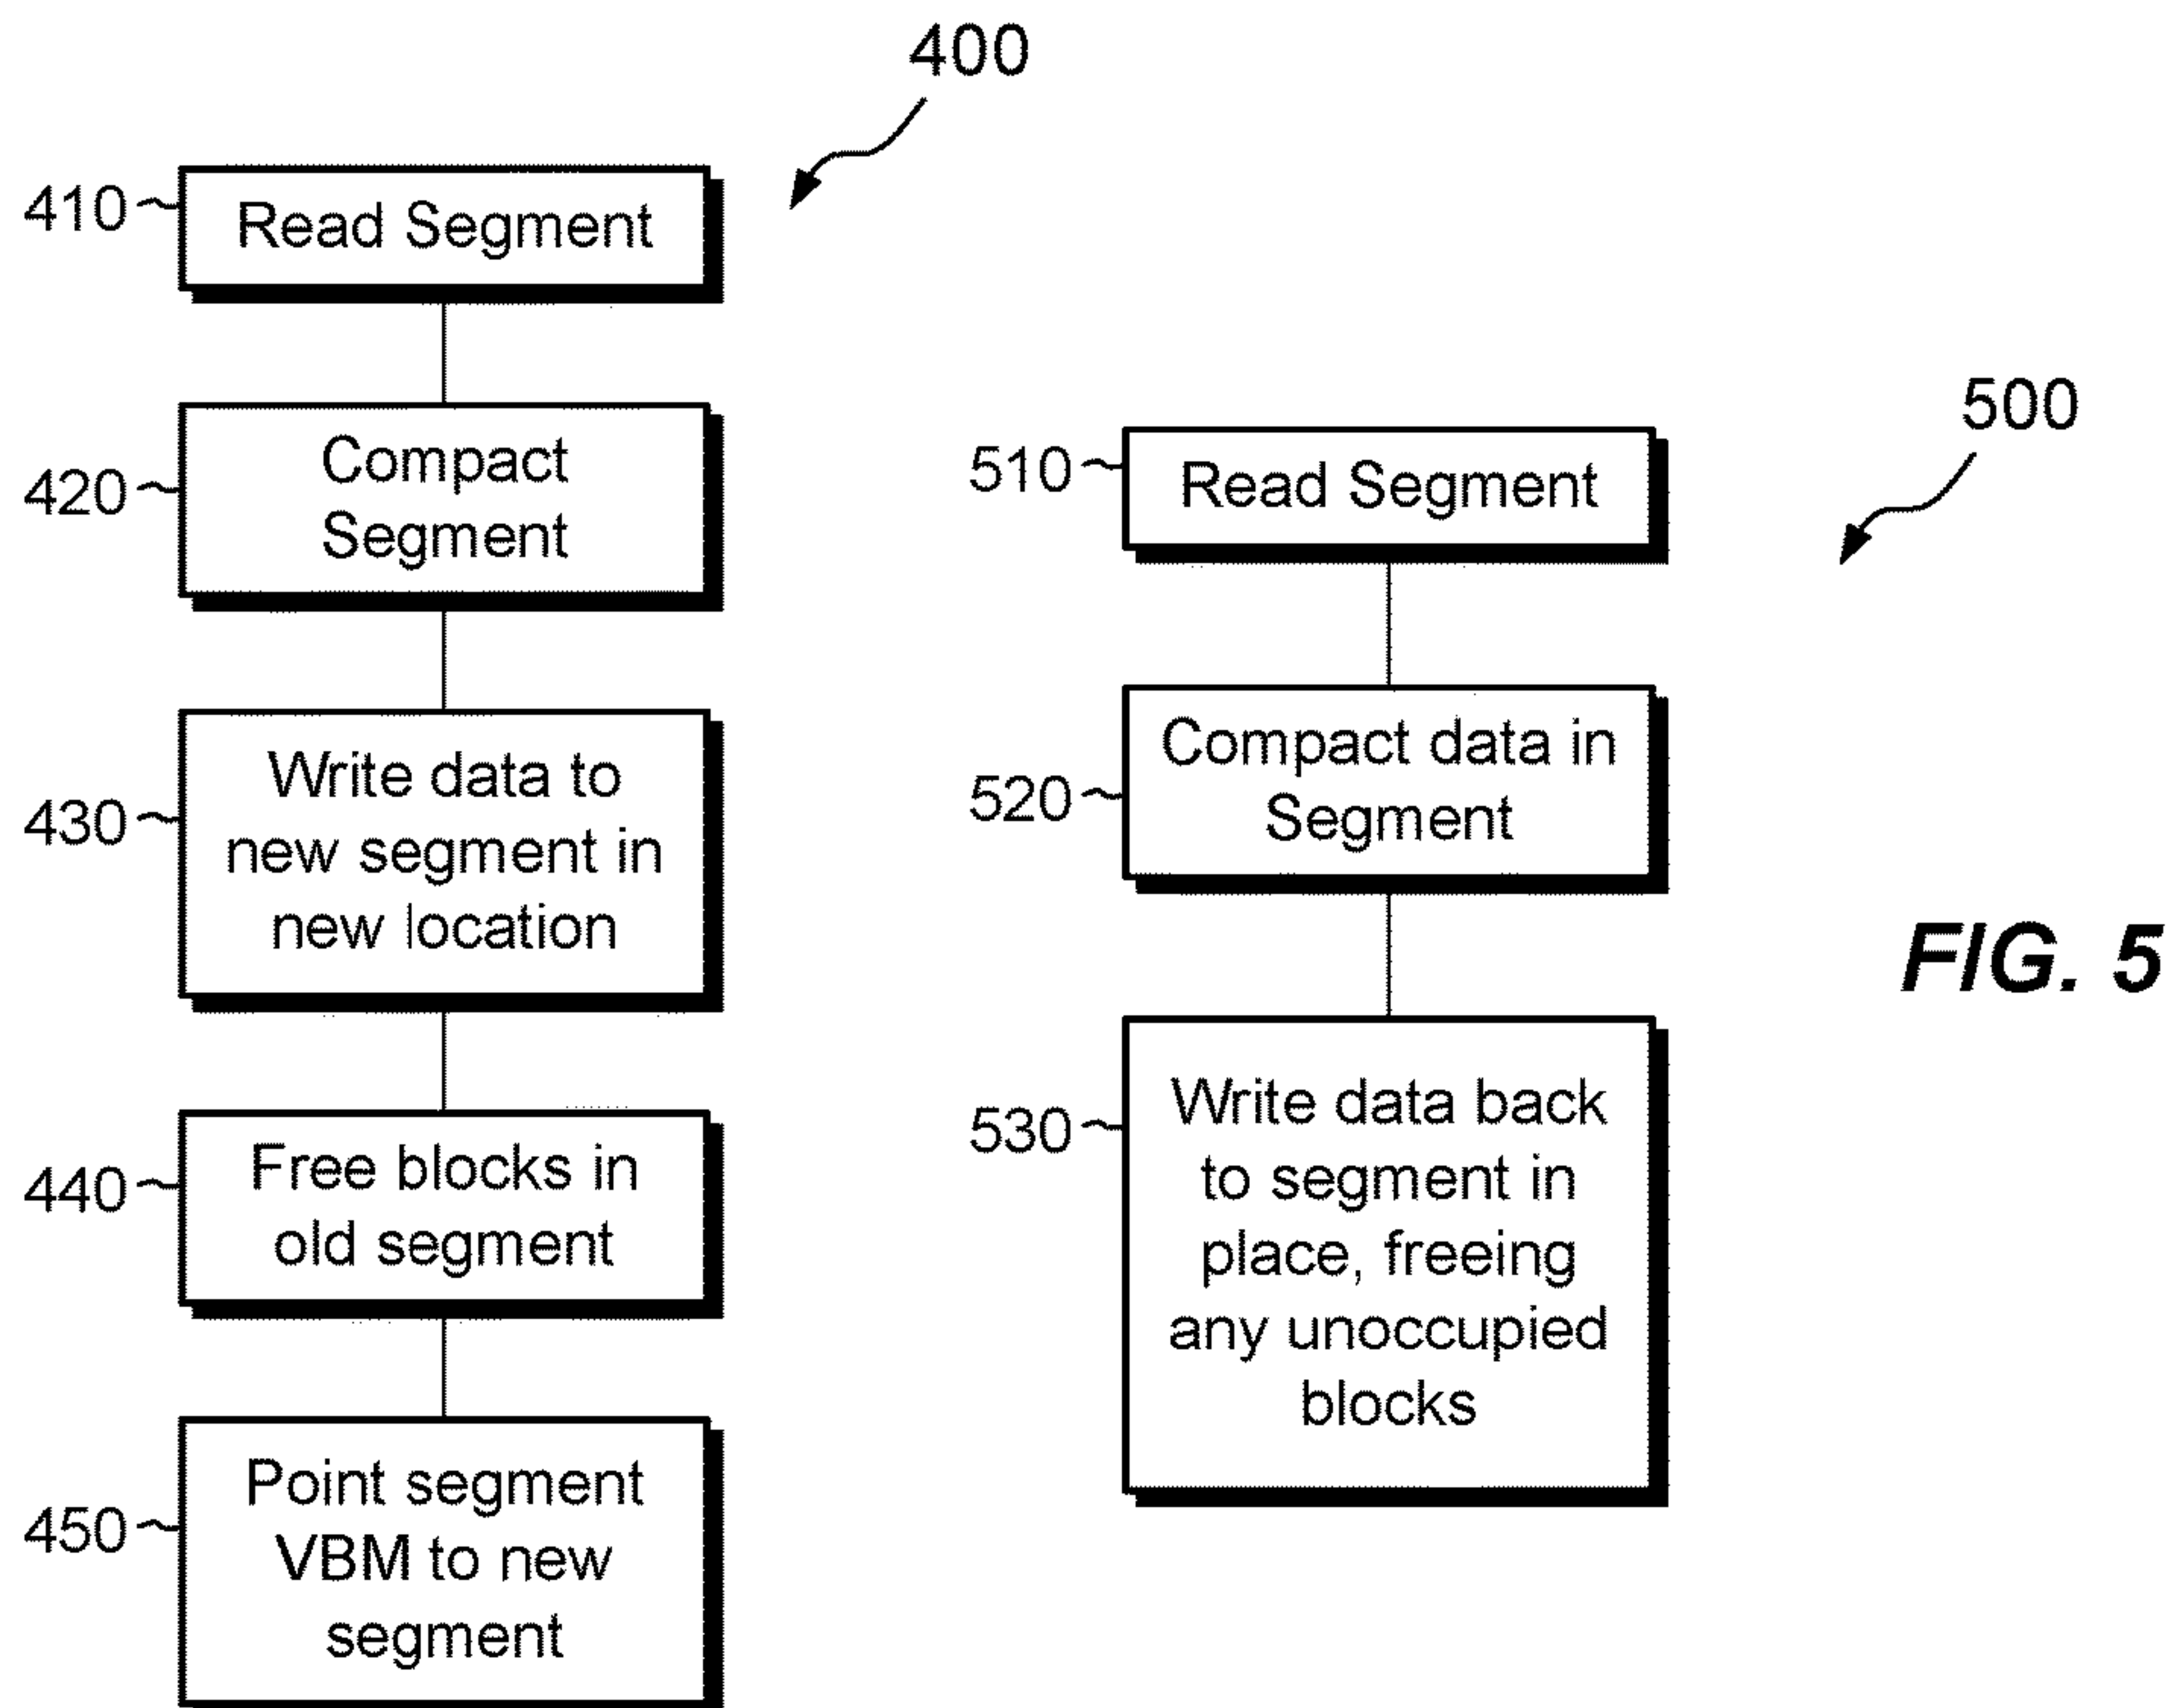 400
410
Read Segment
420
Compact
Segment
430
Write data to
new segment in
new location
440
Free blocks in
old segment
450
Point segment
VBM to new
segment
500
510
Read Segment
520
Compact data in
Segment
530
Write data back
to segment in
place, freeing
any unoccupied
blocks
FIG. 5